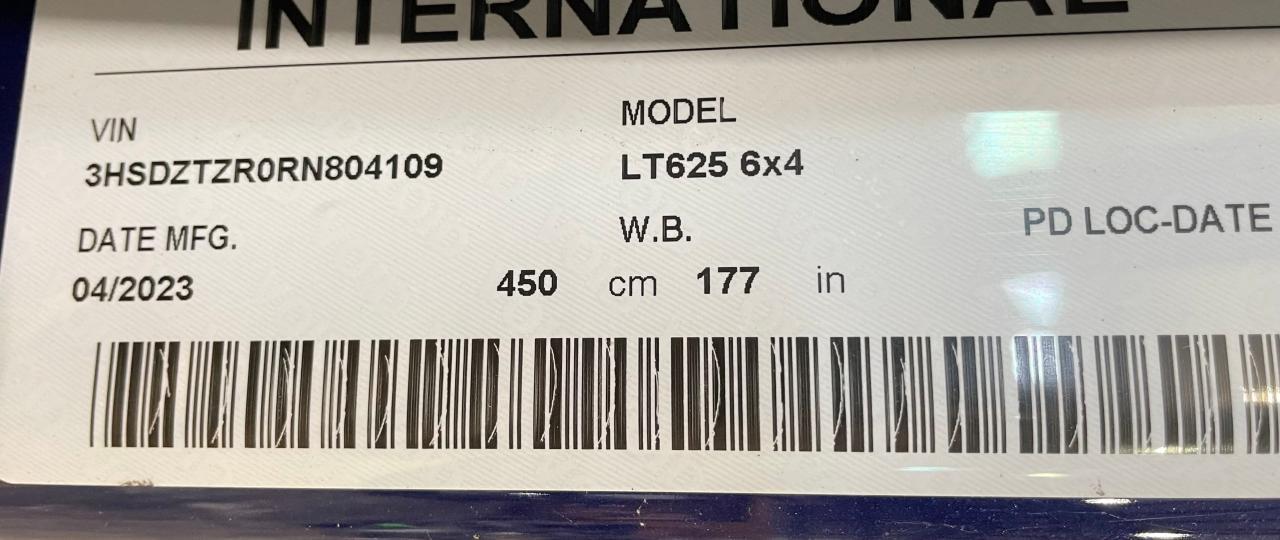 INTERNATIONAL
VIN
3HSDZTZR0RN804109
MODEL
LT625 6x4
DATE MFG.
04/2023
W.B.
450 cm 177 in
PD LOC-DATE